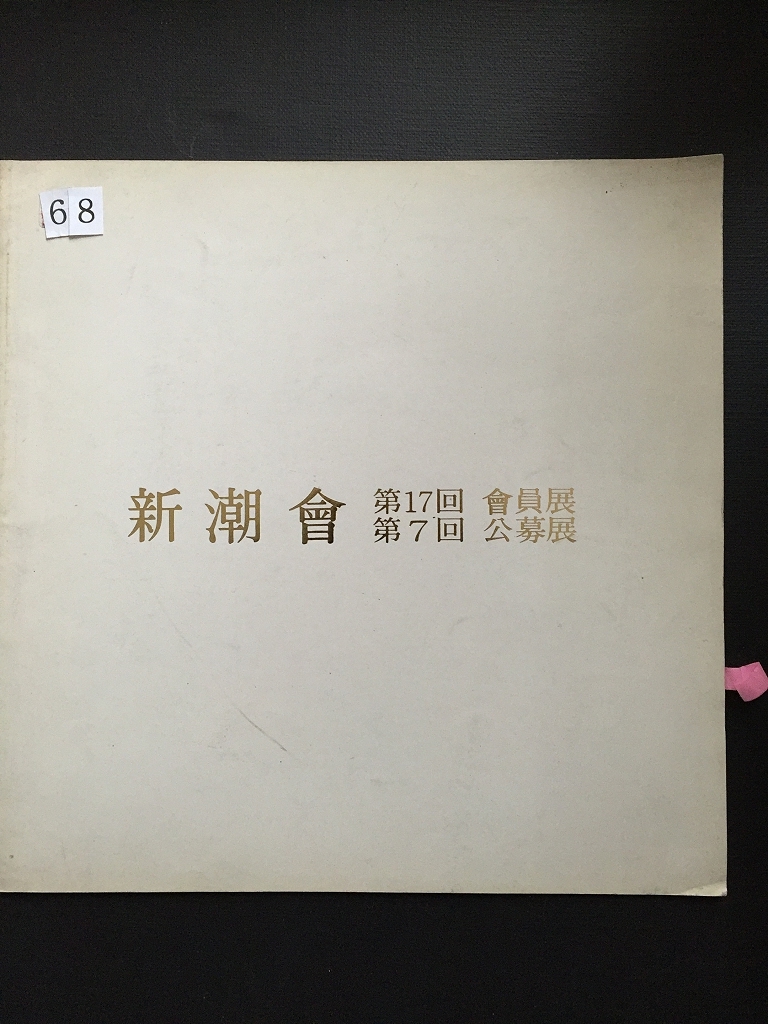 68
新潮會 第17回 會員展
第7回 公募展